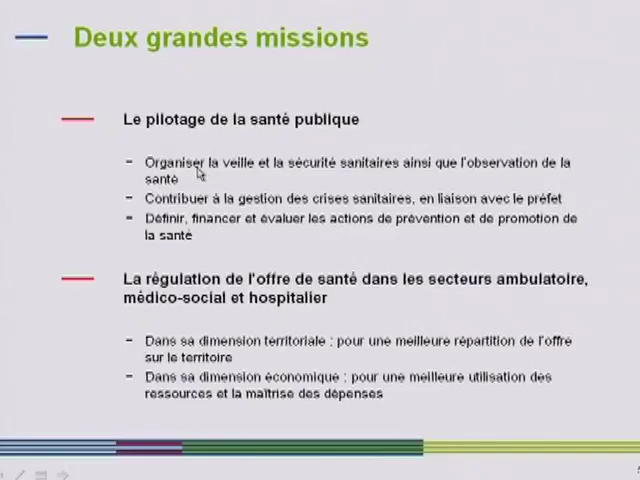 Deux grandes missions
Le pilotage de la santé publique
- Organiser la veille et la sécurité sanitaires ainsi que l'observation de la
santé
- Contribuer à la gestion des crises sanitaires, en liaison avec le préfet
- Définir, financer et évaluer les actions de prévention et de promotion de
la santé
La régulation de l'offre de santé dans les secteurs ambulatoire,
médico-social et hospitalier
- Dans sa dimension territoriale : pour une meilleure répartition de l'offre
sur le territoire
- Dans sa dimension économique : pour une meilleure utilisation des
ressources et la maîtrise des dépenses